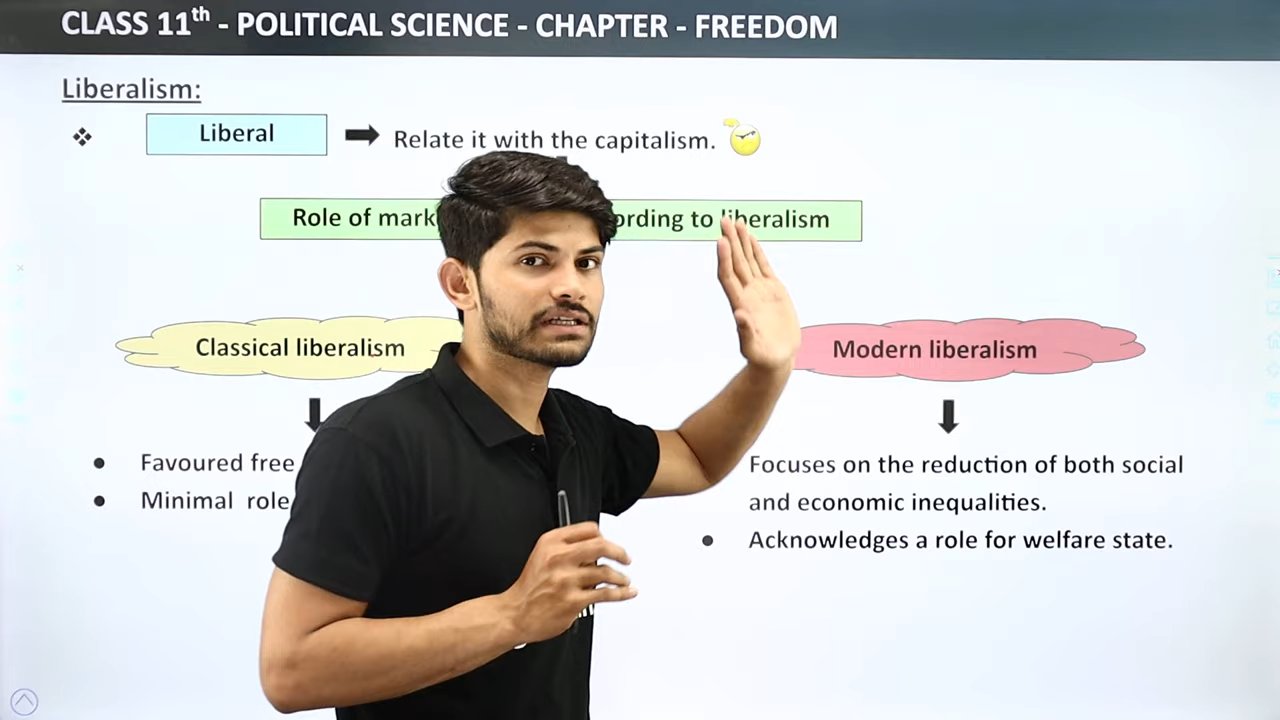 CLASS 11th - POLITICAL SCIENCE - CHAPTER - FREEDOM
Liberalism:
Liberal
Relate it with the capitalism.
Role of to liberalism
Classical liberalism
Modern liberalism
Favoured free
Minimal role
Focuses on the reduction of both social
and economic inequalities.
Acknowledges a role for welfare state.